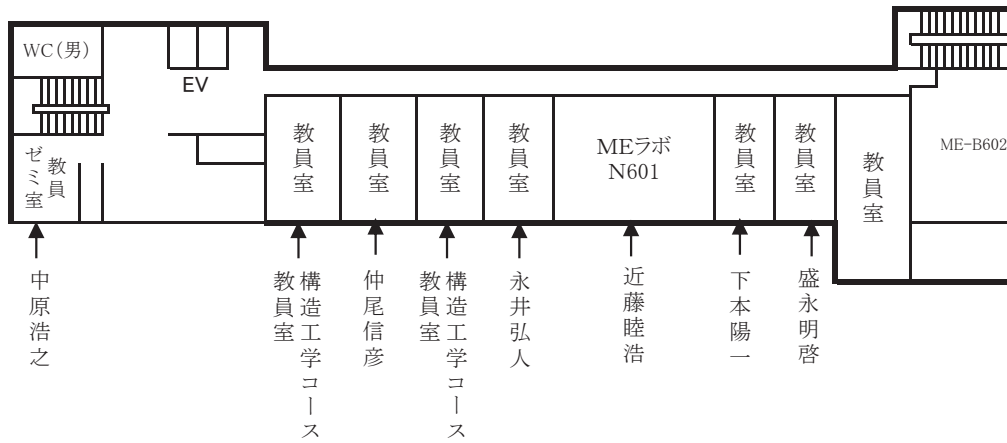 WC（男）
EV
ゼミ室
教員
教員室
教員室
教員室
教員室
MEラボ
N601
教員室
教員室
教員室
ME-B602
中原浩之
構造工学コース
教員室
仲尾信彦
構造工学コース
教員室
永井弘人
近藤睦浩
下本陽一
盛永明啓